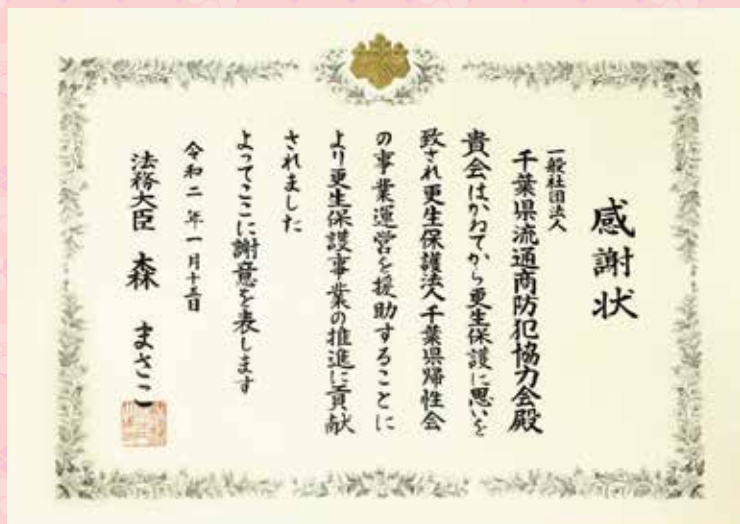 感謝状
一般社団法人
千葉県流通商防犯協力会殿
貴会はかねてから更生保護に思いを
致され更生保護法人千葉県帰性会
の事業運営を援助することに
より更生保護事業の推進に貢献
されました
よってここに謝意を表します
令和二年一月十五日
法務大臣 森 まさこ